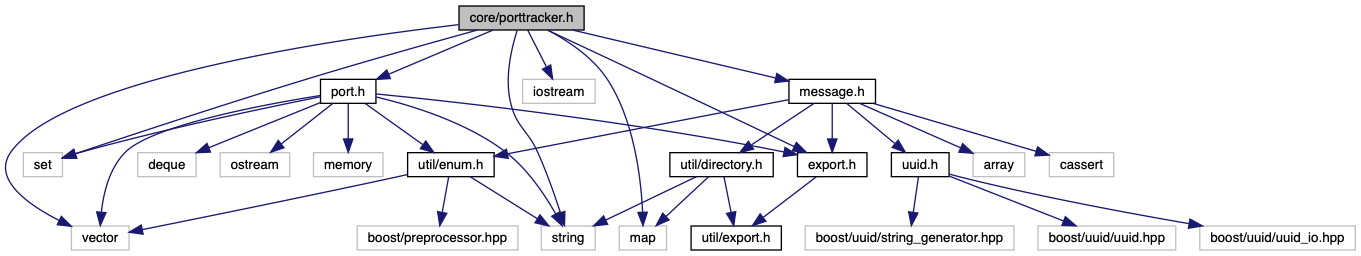 core/porttracker.h
port.h
iostream
message.h
set
deque
ostream
memory
util/enum.h
util/directory.h
export.h
uuid.h
array
cassert
vector
boost/preprocessor.hpp
string
map
util/export.h
boost/uuid/string_generator.hpp
boost/uuid/uuid.hpp
boost/uuid/uuid_io.hpp